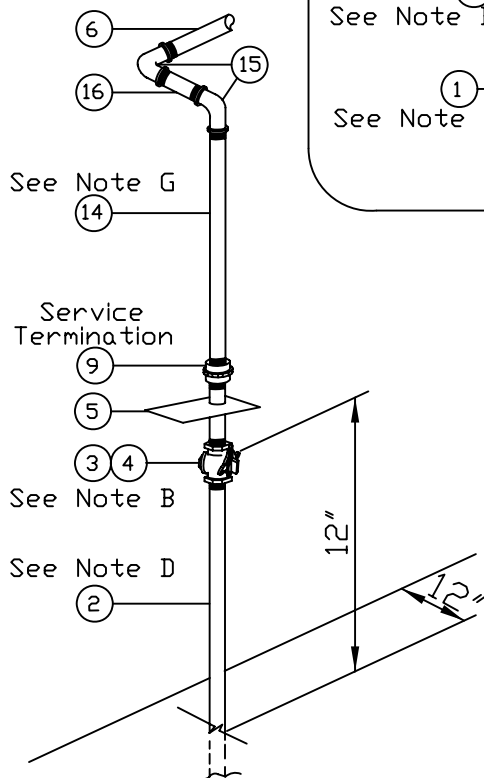 6
See Note
15
16
1
See Note
See Note G
14
Service
Termination
9
5
3 4
See Note B
12"
See Note D
2
12"